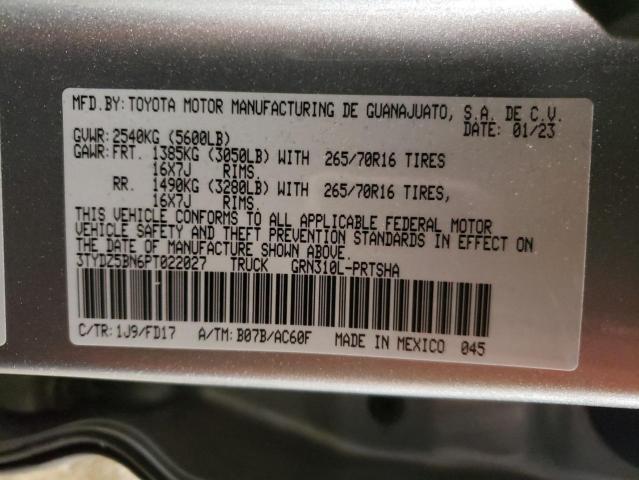 MFD.BY: TOYOTA MOTOR MANUFACTURING DE GUANAJUATO, S.A. DE C.V.
DATE: 01/23
GVWR: 2540KG (5600LB)
GAWR: FRT. 1385KG (3050LB) WITH 265/70R16 TIRES
16X7J RIMS.
RR. 1490KG (3280LB) WITH 265/70R16 TIRES,
16X7J RIMS.
THIS VEHICLE CONFORMS TO ALL APPLICABLE FEDERAL MOTOR
VEHICLE SAFETY AND THEFT PREVENTION STANDARDS IN EFFECT ON
THE DATE OF MANUFACTURE SHOWN ABOVE.
3TYDZ5BN6PT022027 TRUCK GRN310L-PRTSHA
C/TR: 1J9/FD17 A/TM: B07B/AC60F MADE IN MEXICO 045